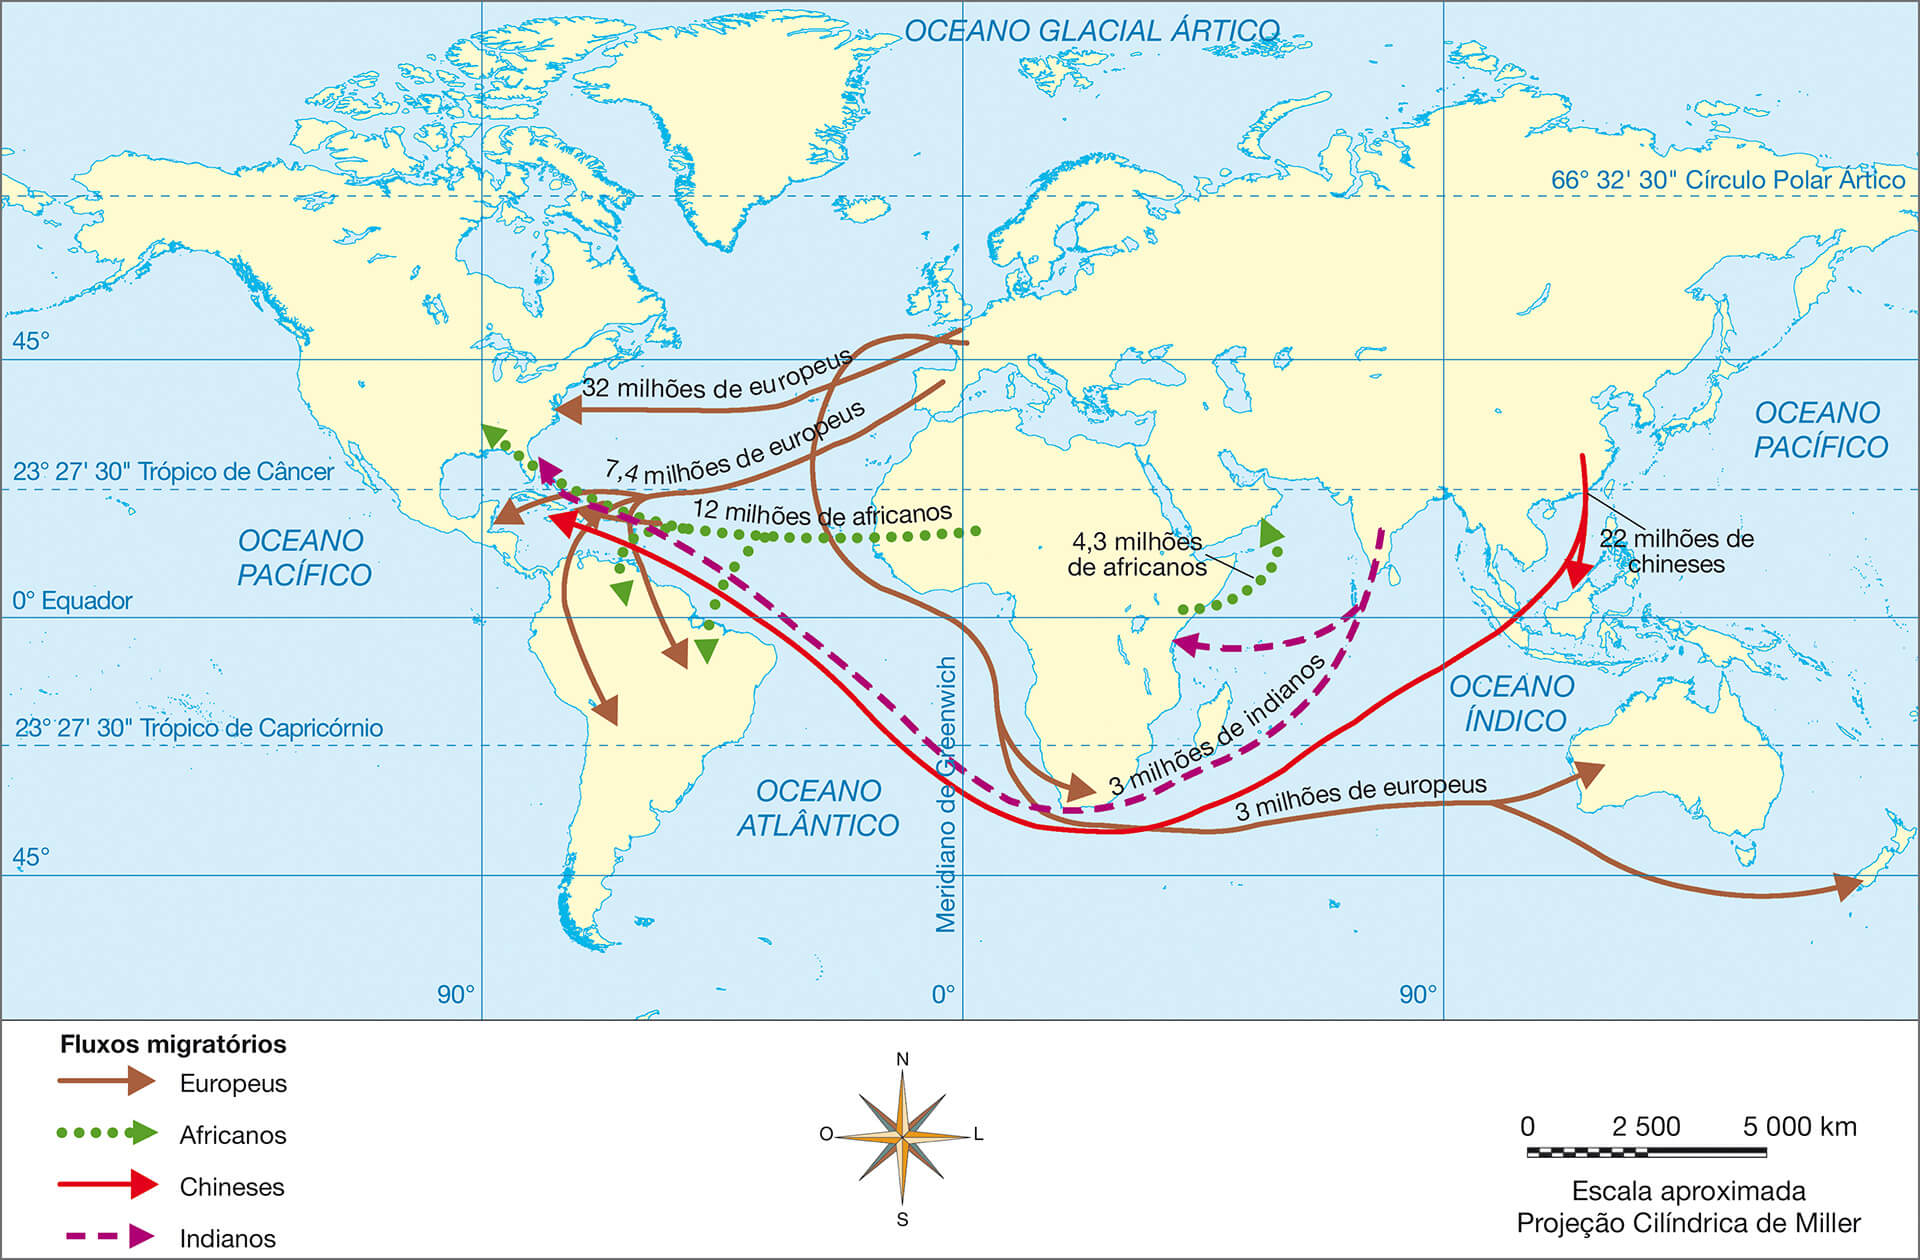 OCEANO GLACIAL ÁRTICO
66° 32' 30" Círculo Polar Ártico
45°
32 milhões de europeus
7,4 milhões de europeus
OCEANO
PACÍFICO
23° 27' 30" Trópico de Câncer
12 milhões de africanos
OCEANO
PACÍFICO
4,3 milhões
de africanos
22 milhões de
chineses
0° Equador
Meridiano de Greenwich
3 milhões de indianos
OCEANO
ÍNDICO
23° 27' 30" Trópico de Capricórnio
OCEANO
ATLÂNTICO
3 milhões de europeus
45°
90°
0°
90°
Fluxos migratórios
Europeus
Africanos
Chineses
Indianos
N
O
L
S
0 2 500 5 000 km
Escala aproximada
Projeção Cilíndrica de Miller